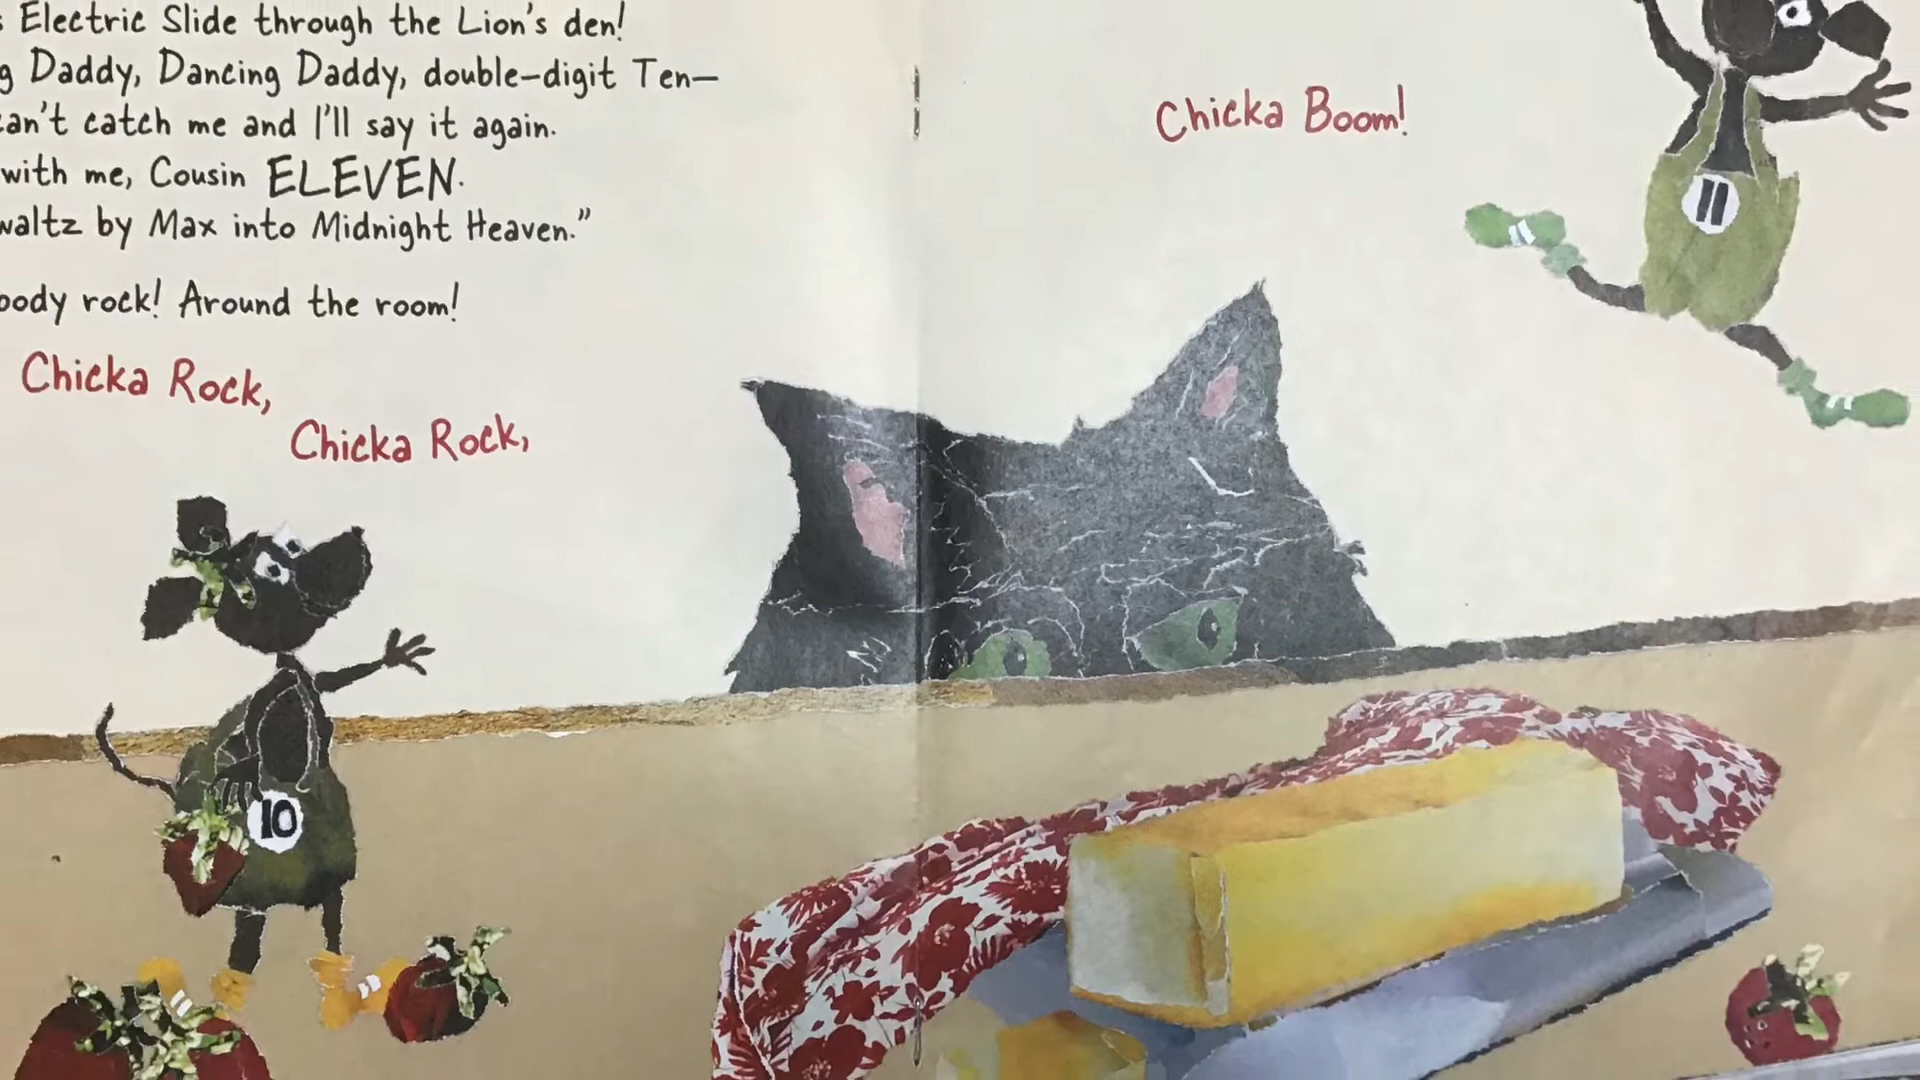 Electric Slide through the Lion's den!
Daddy, Dancing Daddy, double-digit Ten—
can't catch me and I'll say it again.
with me, Cousin ELEVEN.
waltz by Max into Midnight Heaven."
rock! Around the room!
Chicka Rock,
Chicka Rock,
Chicka Boom!
10
11